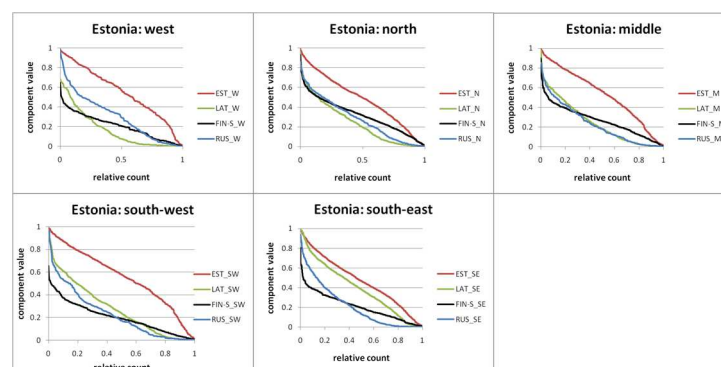 Estonia: west
component value
1
0.8
0.6
0.4
0.2
0
0
0.5
1
relative count
EST_W
LAT_W
FIN-S_W
RUS_W
Estonia: north
component value
1
0.8
0.6
0.4
0.2
0
0
0.5
1
relative count
EST_N
LAT_N
FIN-S_N
RUS_N
Estonia: middle
component value
1
0.8
0.6
0.4
0.2
0
0 0.2 0.4 0.6 0.8 1
relative count
EST_M
LAT_M
FIN-S_M
RUS_M
Estonia: south-west
component value
1
0.8
0.6
0.4
0.2
0
0 0.2 0.4 0.6 0.8 1
relative count
EST_SW
LAT_SW
FIN-S_SW
RUS_SW
Estonia: south-east
component value
1
0.8
0.6
0.4
0.2
0
0 0.2 0.4 0.6 0.8 1
relative count
EST_SE
LAT_SE
FIN-S_SE
RUS_SE